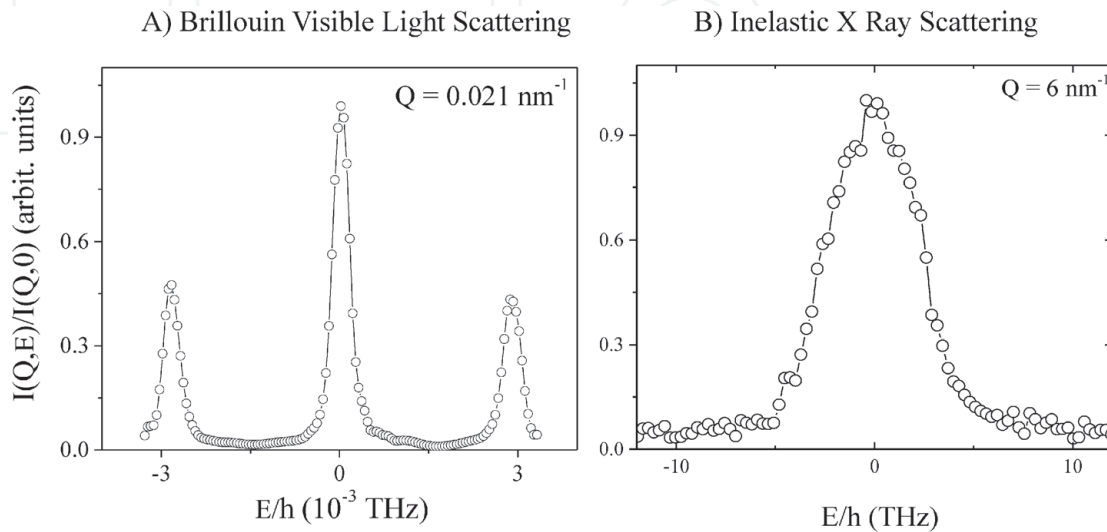 A) Brillouin Visible Light Scattering
B) Inelastic X Ray Scattering
I(Q,E)/I(Q,0) (arbit. units)
Q = 0.021 nm⁻¹
0.9
0.6
0.3
0.0
-3
0
3
E/h (10⁻³ THz)
Q = 6 nm⁻¹
0.9
0.6
0.3
0.0
-10
0
10
E/h (THz)